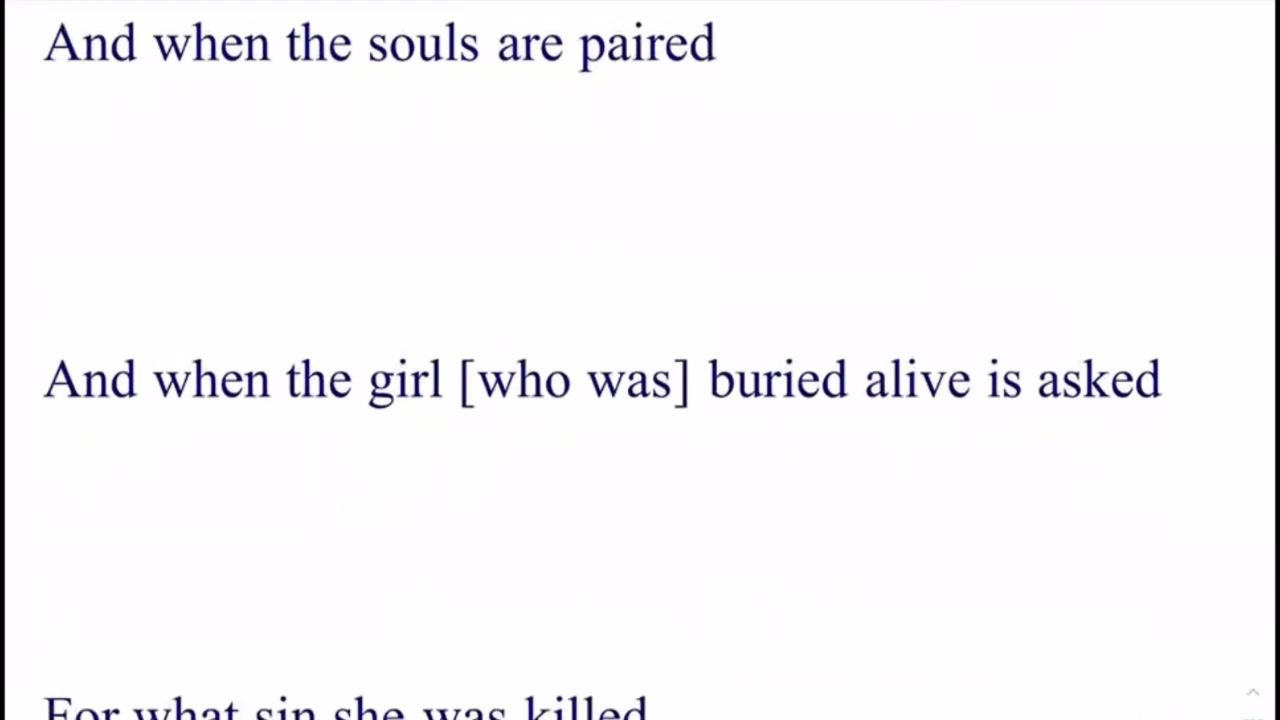 And when the souls are paired
And when the girl [who was] buried alive is asked
For what sin she was killed